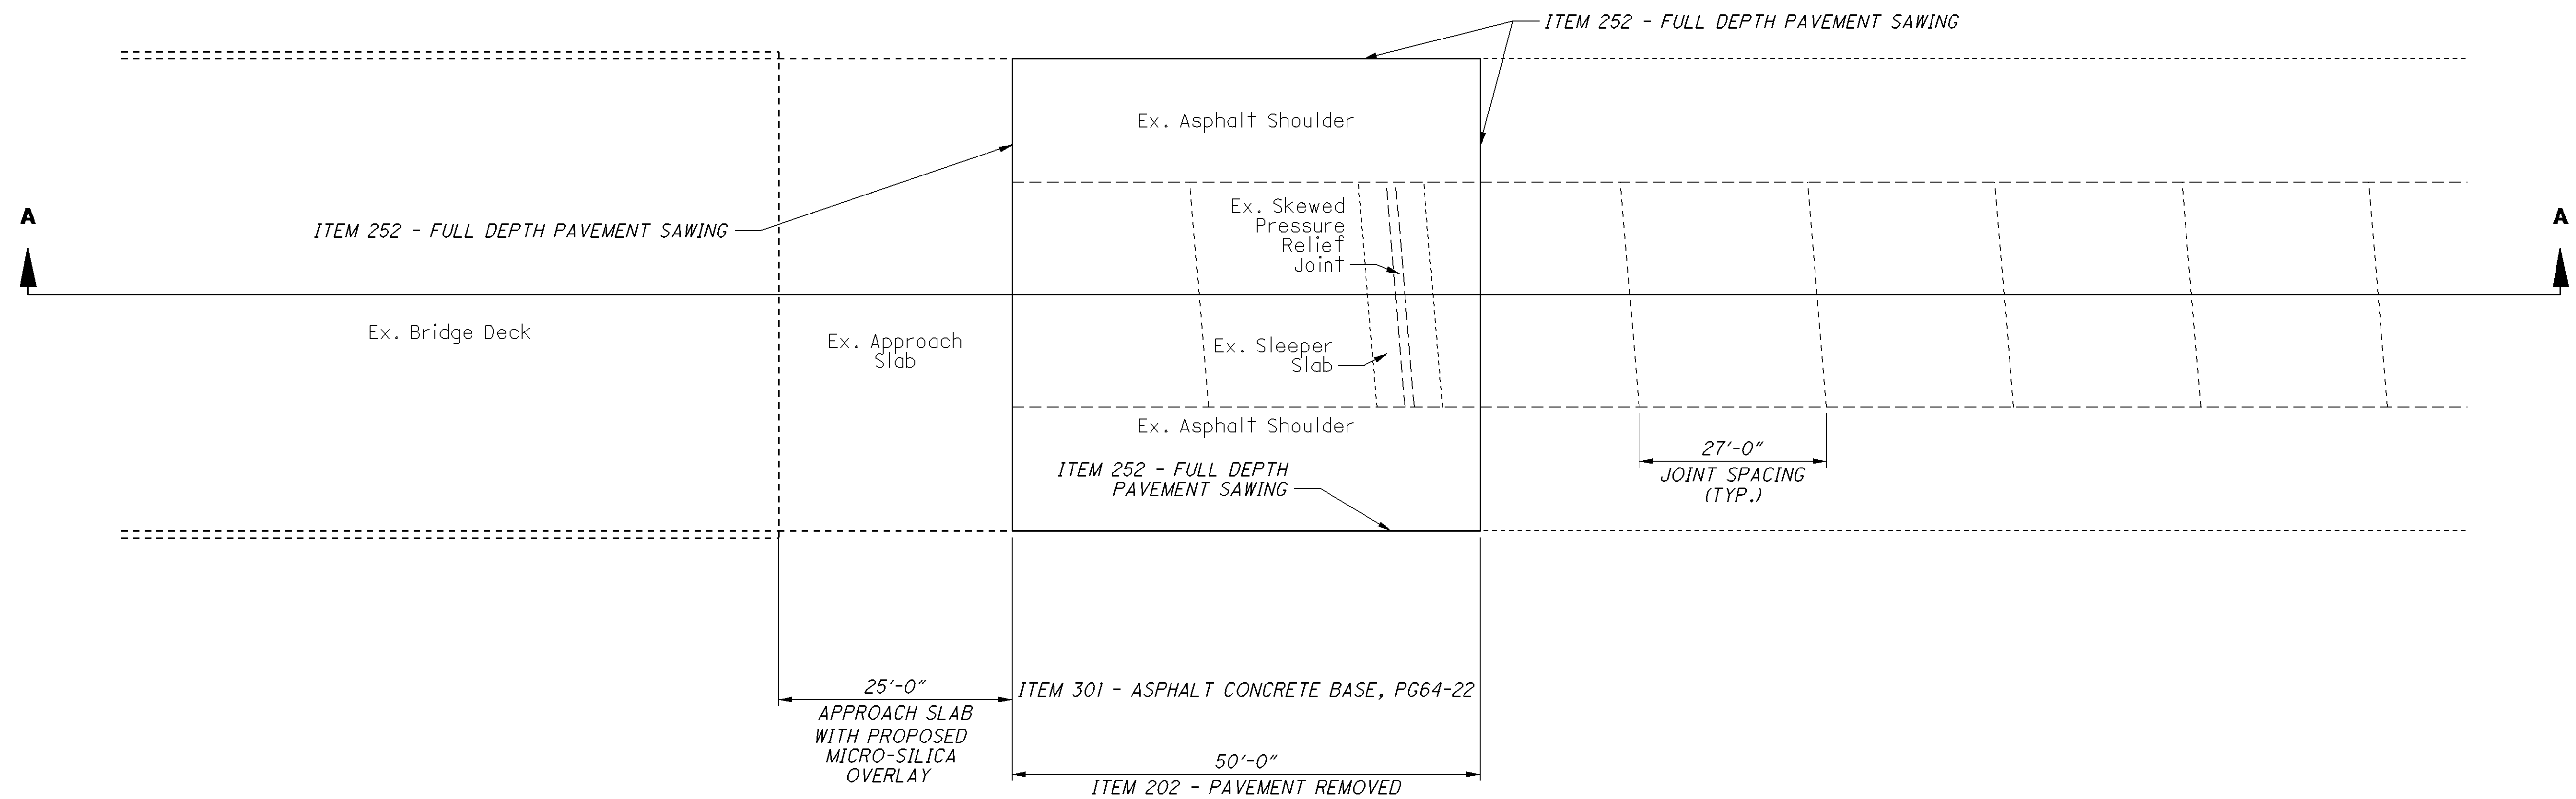 ITEM 252 - FULL DEPTH PAVEMENT SAWING
Ex. Asphalt Shoulder
A
A
ITEM 252 - FULL DEPTH PAVEMENT SAWING
Ex. Skewed
Pressure
Relief
Joint
Ex. Bridge Deck
Ex. Approach
Slab
Ex. Sleeper
Slab
Ex. Asphalt Shoulder
ITEM 252 - FULL DEPTH
PAVEMENT SAWING
27'-0"
JOINT SPACING
(TYP.)
25'-0"
APPROACH SLAB
WITH PROPOSED
MICRO-SILICA
OVERLAY
ITEM 301 - ASPHALT CONCRETE BASE, PG64-22
50'-0"
ITEM 202 - PAVEMENT REMOVED